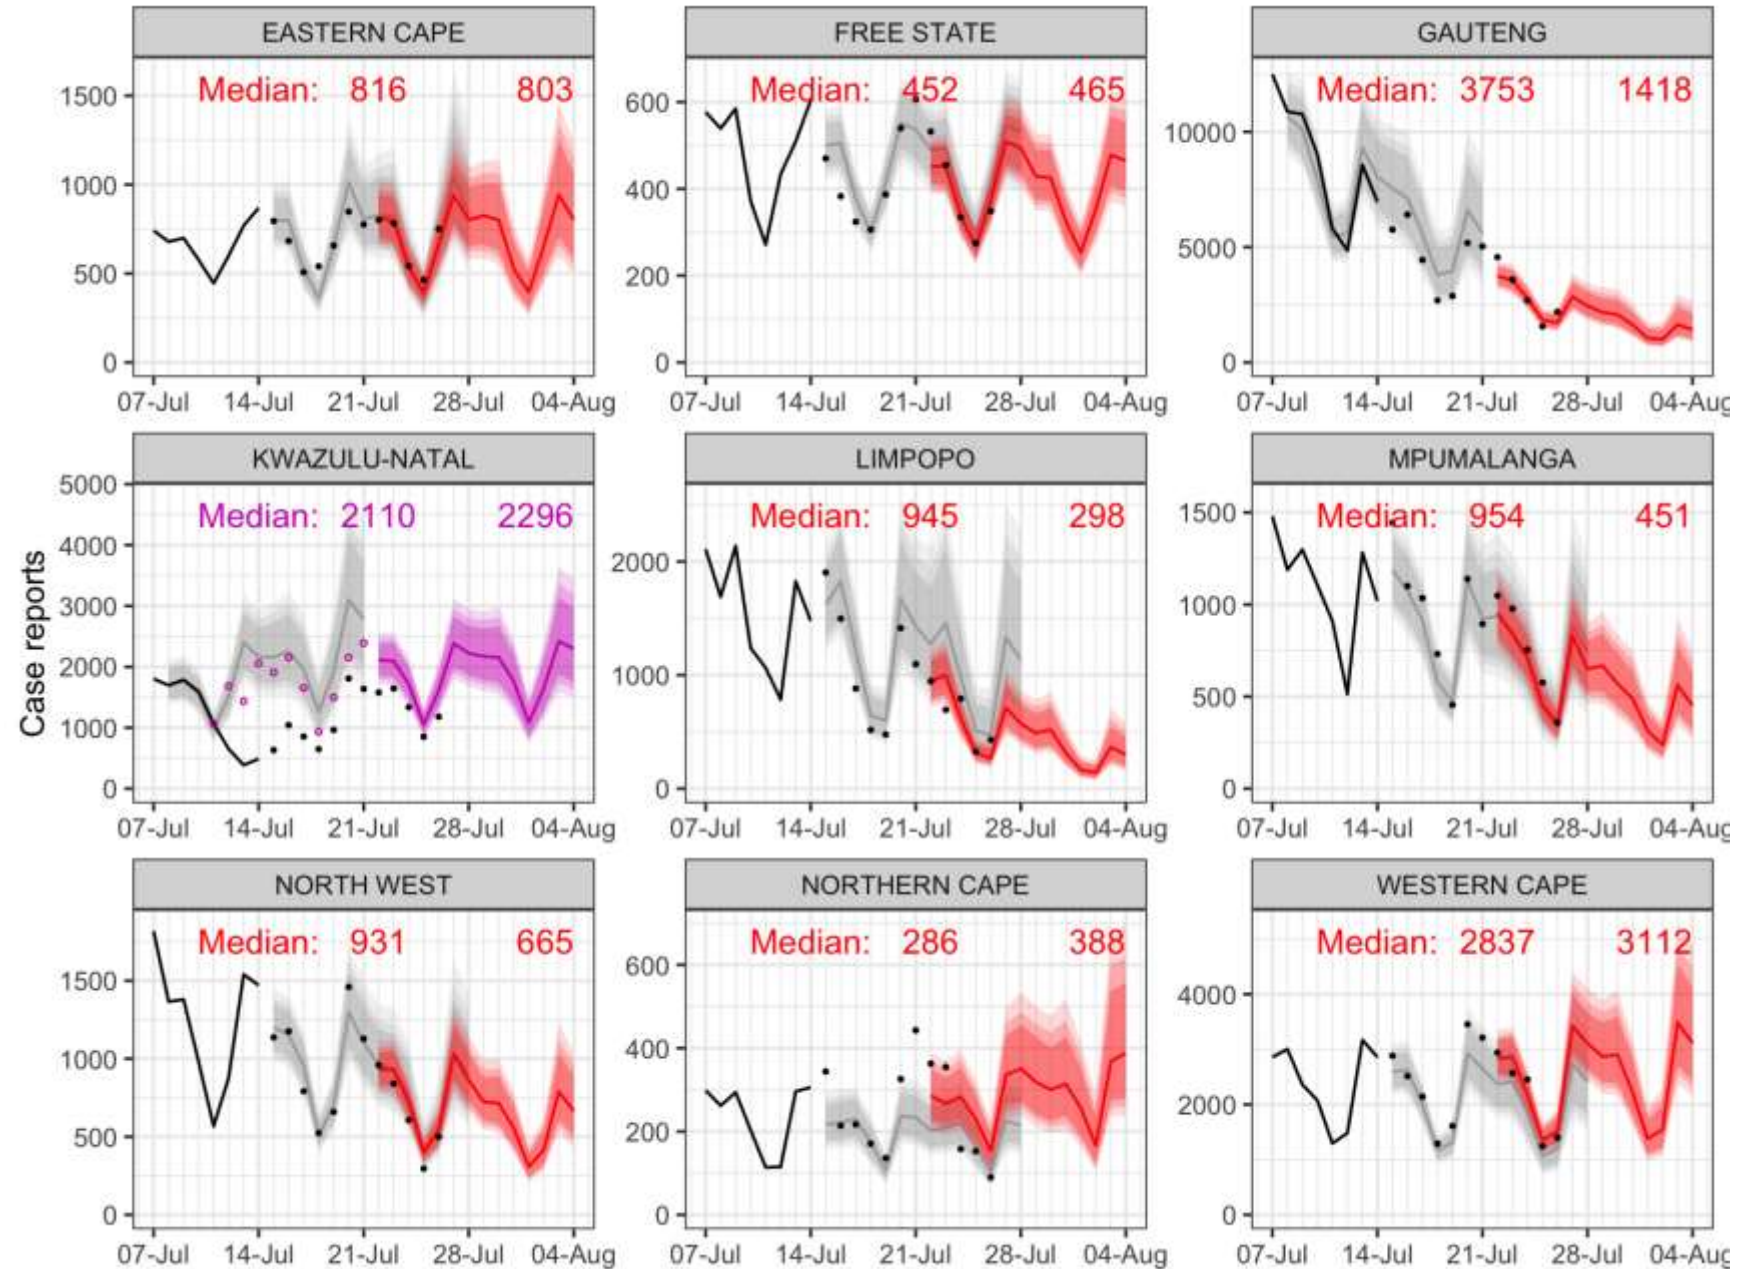 EASTERN CAPE
FREE STATE
GAUTENG
Median: 816 803
Median: 452 465
Median: 3753 1418
1500
1000
500
0
600
400
200
0
10000
5000
0
07-Jul 14-Jul 21-Jul 28-Jul 04-Aug
07-Jul 14-Jul 21-Jul 28-Jul 04-Aug
07-Jul 14-Jul 21-Jul 28-Jul 04-Aug
Case reports
KWAZULU-NATAL
LIMPOPO
MPUMALANGA
Median: 2110 2296
Median: 945 298
Median: 954 451
5000
4000
3000
2000
1000
0
2000
1000
0
1500
1000
500
0
07-Jul 14-Jul 21-Jul 28-Jul 04-Aug
07-Jul 14-Jul 21-Jul 28-Jul 04-Aug
07-Jul 14-Jul 21-Jul 28-Jul 04-Aug
NORTH WEST
NORTHERN CAPE
WESTERN CAPE
Median: 931 665
Median: 286 388
Median: 2837 3112
1500
1000
500
0
600
400
200
0
4000
2000
0
07-Jul 14-Jul 21-Jul 28-Jul 04-Aug
07-Jul 14-Jul 21-Jul 28-Jul 04-Aug
07-Jul 14-Jul 21-Jul 28-Jul 04-Aug